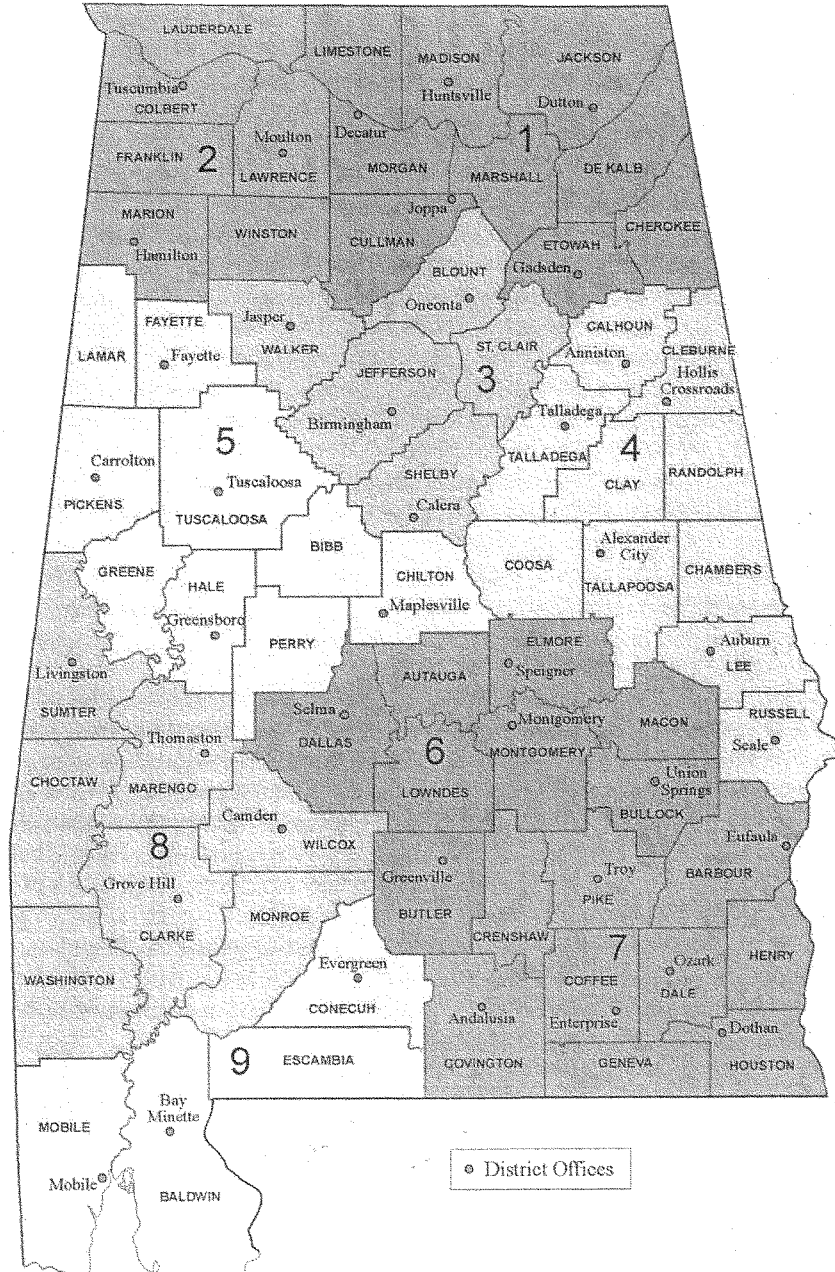 LAUDERDALE
LIMESTONE
MADISON
JACKSON
Tuscumbia
COLBERT
Huntsville
Dutton
Decatur
Moulton
FRANKLIN
2
LAWRENCE
MORGAN
1
MARSHALL
DE KALB
MARION
Joppa
CHEROKEE
Hamilton
WINSTON
CULLMAN
ETOWAH
Gadsden
BLOUNT
Oneonta
LAMAR
FAYETTE
Fayette
Jasper
WALKER
ST. CLAIR
CALHOUN
Anniston
CLEBURNE
Hollis
Crossroads
JEFFERSON
3
Birmingham
Talladega
TALLADEGA
5
4
CLAY
RANDOLPH
Carrolton
PICKENS
Tuscaloosa
TUSCALOOSA
SHELBY
Calera
BIBB
GREENE
HALE
Greensboro
CHILTON
Maplesville
COOSA
Alexander
City
TALLAPOOSA
CHAMBERS
PERRY
ELMORE
Speigner
Auburn
LEE
Livingston
SUMTER
AUTAUGA
Selma
DALLAS
Montgomery
MONTGOMERY
MACON
RUSSELL
Seale
Thomaston
MARENGO
6
LOWNDES
Union
Springs
BULLOCK
CHOCTAW
Camden
WILCOX
8
Grove Hill
CLARKE
Greenville
BUTLER
Troy
PIKE
Eufaula
BARBOUR
MONROE
CRENSHAW
7
WASHINGTON
Evergreen
CONECUH
COFFEE
Enterprise
Ozark
DALE
HENRY
Andalusia
COVINGTON
Dothan
GENEVA
HOUSTON
9
ESCAMBIA
Bay
Minette
MOBILE
Mobile
BALDWIN
District Offices